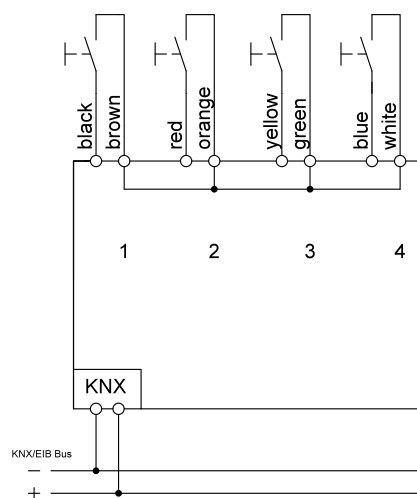 black
brown
red
orange
yellow
green
blue
white
1
2
3
4
KNX
KNX/EIB Bus
−
+